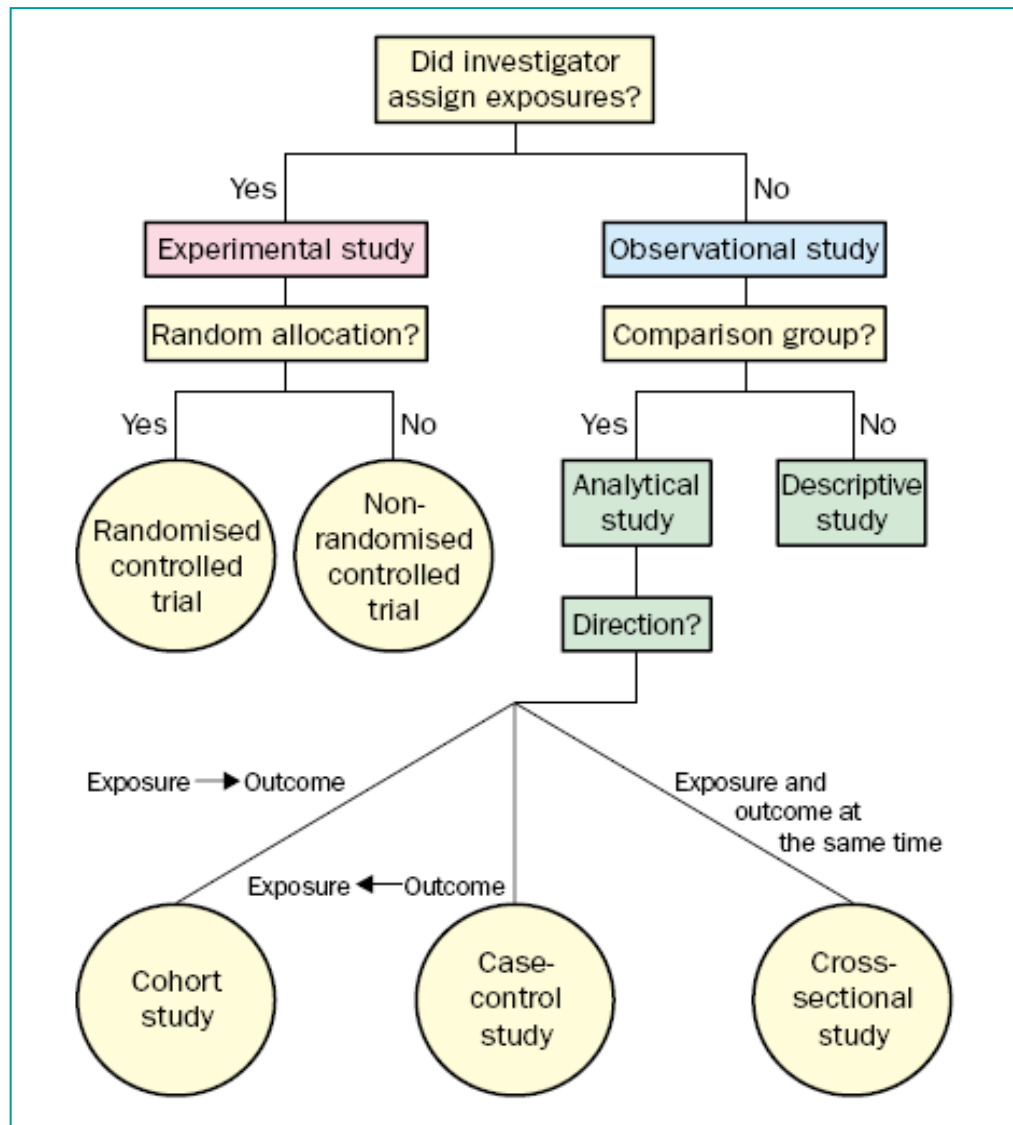 Did investigator
assign exposures?
Yes
No
Experimental study
Observational study
Random allocation?
Comparison group?
Yes
No
Yes
No
Randomised
controlled
trial
Non-
randomised
controlled
trial
Analytical
study
Descriptive
study
Direction?
Exposure → Outcome
Exposure and
outcome at
the same time
Exposure ← Outcome
Cohort
study
Case-
control
study
Cross-
sectional
study